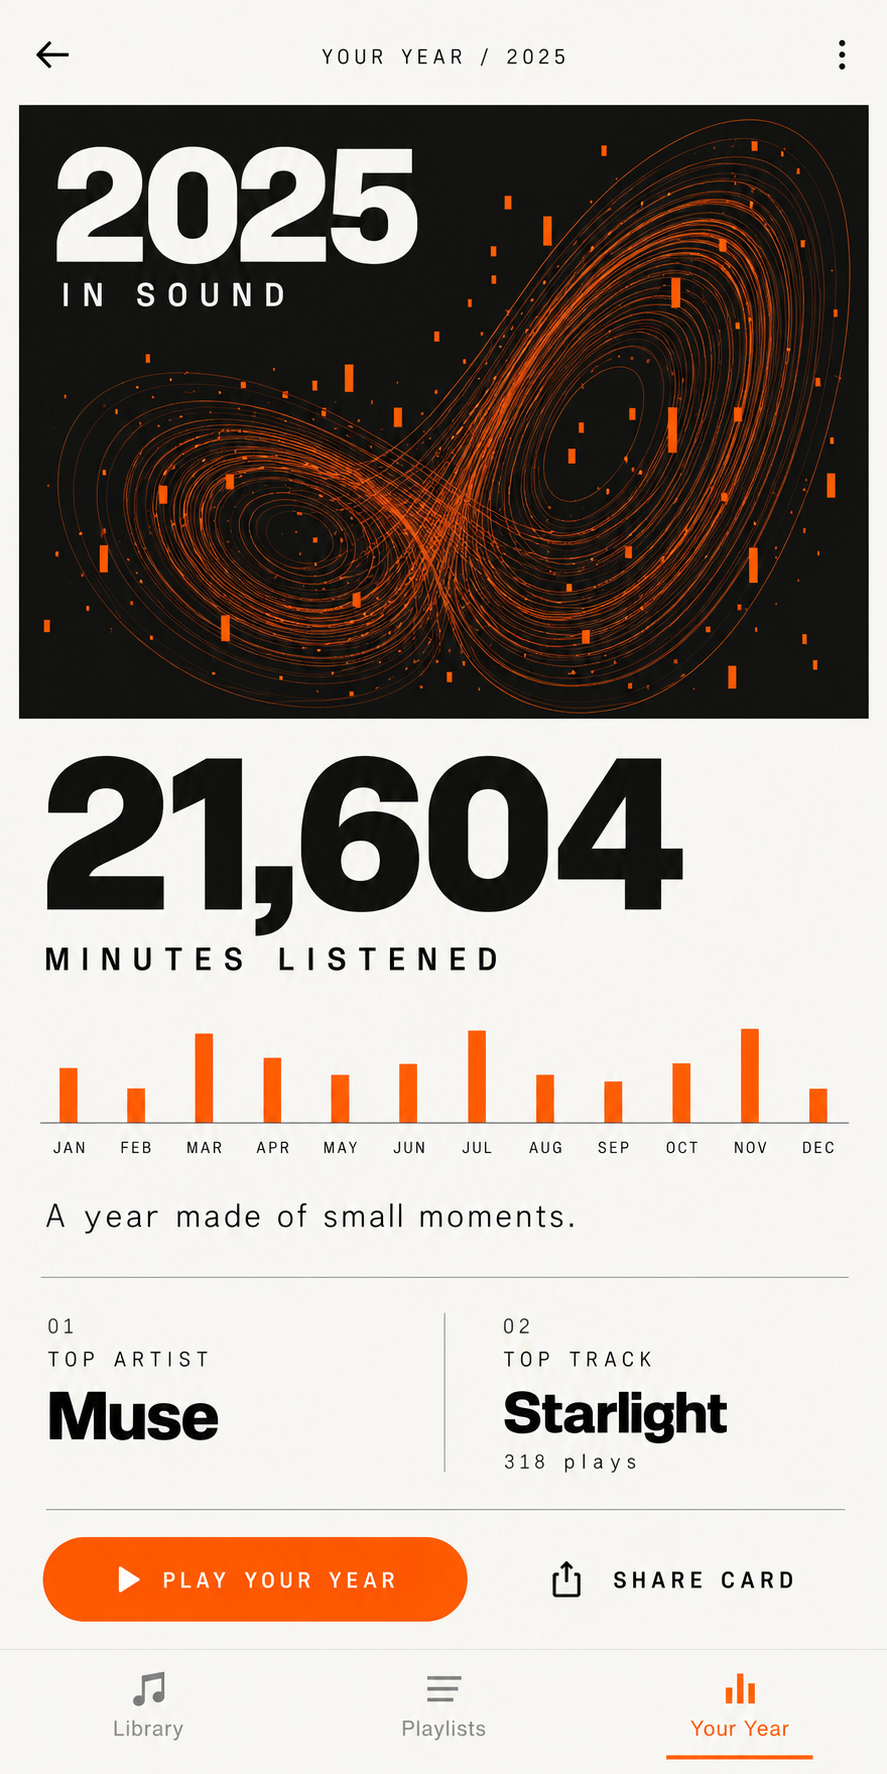 YOUR YEAR / 2025
2025
IN SOUND
21,604
MINUTES LISTENED
JAN FEB MAR APR MAY JUN JUL AUG SEP OCT NOV DEC
A year made of small moments.
01
TOP ARTIST
Muse
02
TOP TRACK
Starlight
318 plays
PLAY YOUR YEAR
SHARE CARD
Library Playlists Your Year